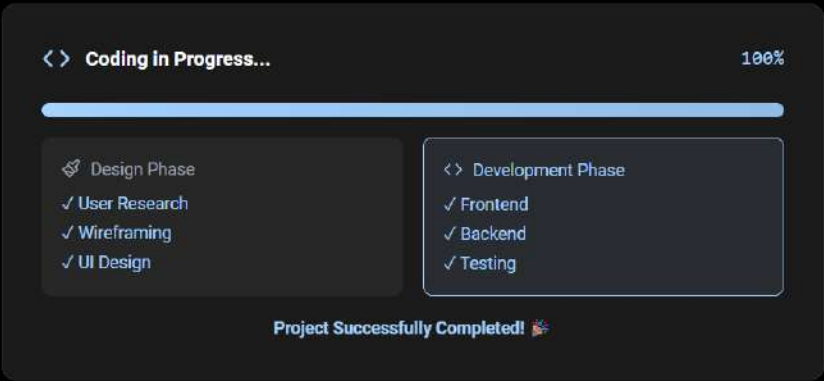 Coding in Progress...
100%
Design Phase
✓ User Research
✓ Wireframing
✓ UI Design
Development Phase
✓ Frontend
✓ Backend
✓ Testing
Project Successfully Completed! 🎉